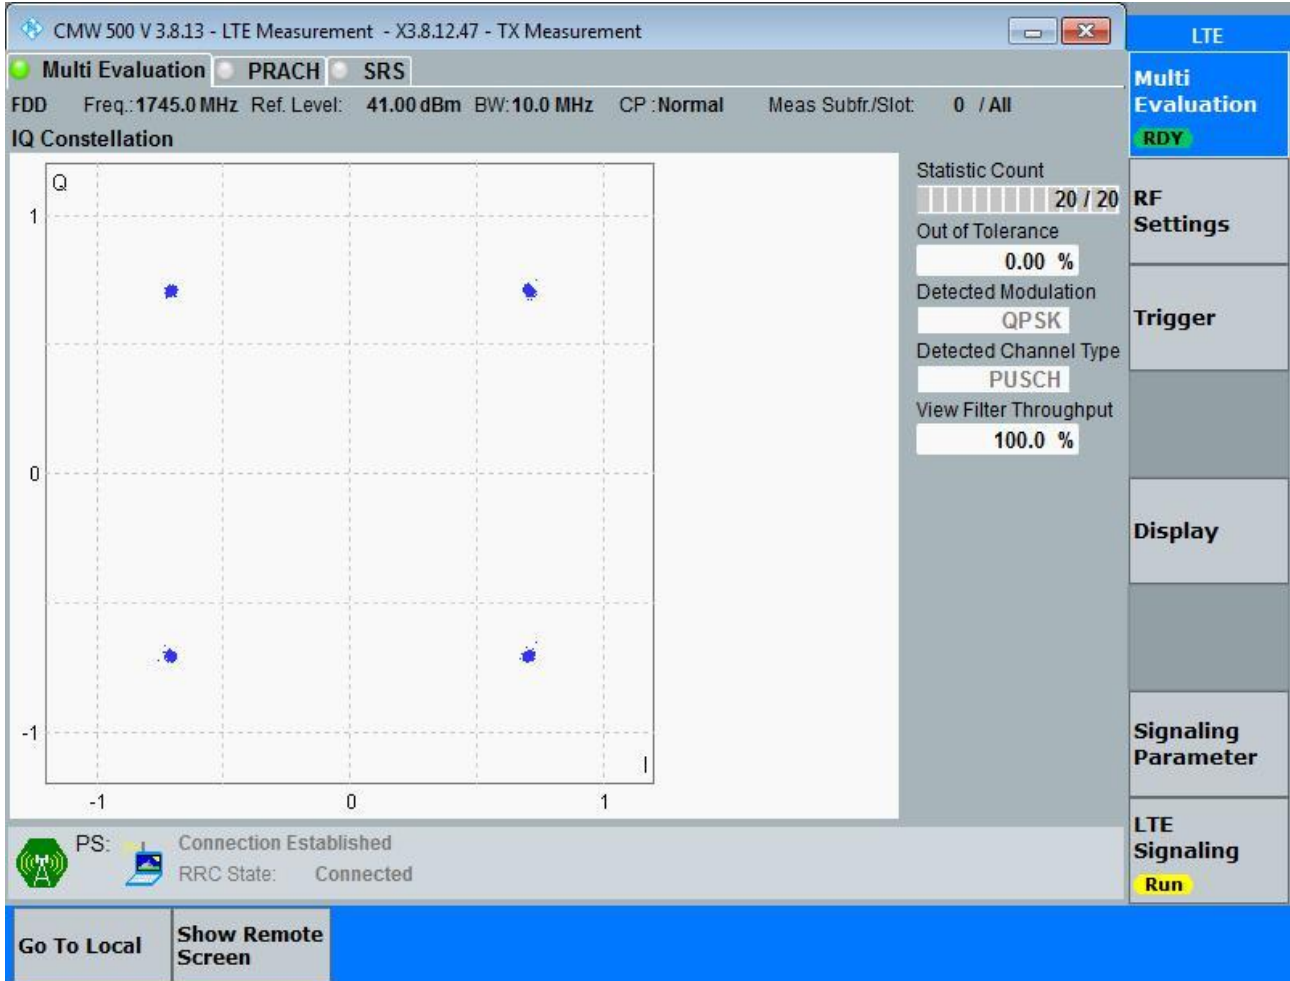 CMW 500 V 3.8.13 - LTE Measurement - X3.8.12.47 - TX Measurement
LTE
Multi Evaluation PRACH SRS
FDD Freq.:1745.0 MHz Ref. Level: 41.00 dBm BW:10.0 MHz CP :Normal Meas Subfr./Slot: 0 / All
IQ Constellation
Q
1
0
-1
I
-1 0 1
Statistic Count
20 / 20
Out of Tolerance
0.00 %
Detected Modulation
QPSK
Detected Channel Type
PUSCH
View Filter Throughput
100.0 %
Multi
Evaluation
RDY
RF
Settings
Trigger
Display
Signaling
Parameter
LTE
Signaling
Run
PS: Connection Established
RRC State: Connected
Go To Local
Show Remote
Screen